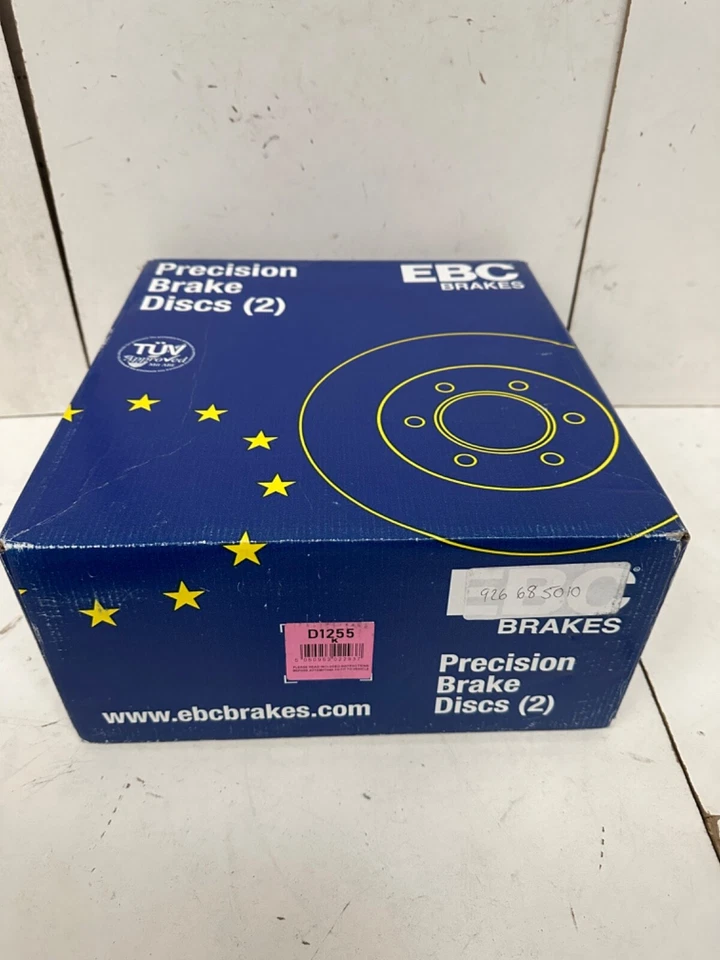 Precision
Brake
Discs (2)
EBC
BRAKES
TÜV
Approved
926 68 5010
EBC
BRAKES
D1255
K
Precision
Brake
Discs (2)
www.ebcbrakes.com